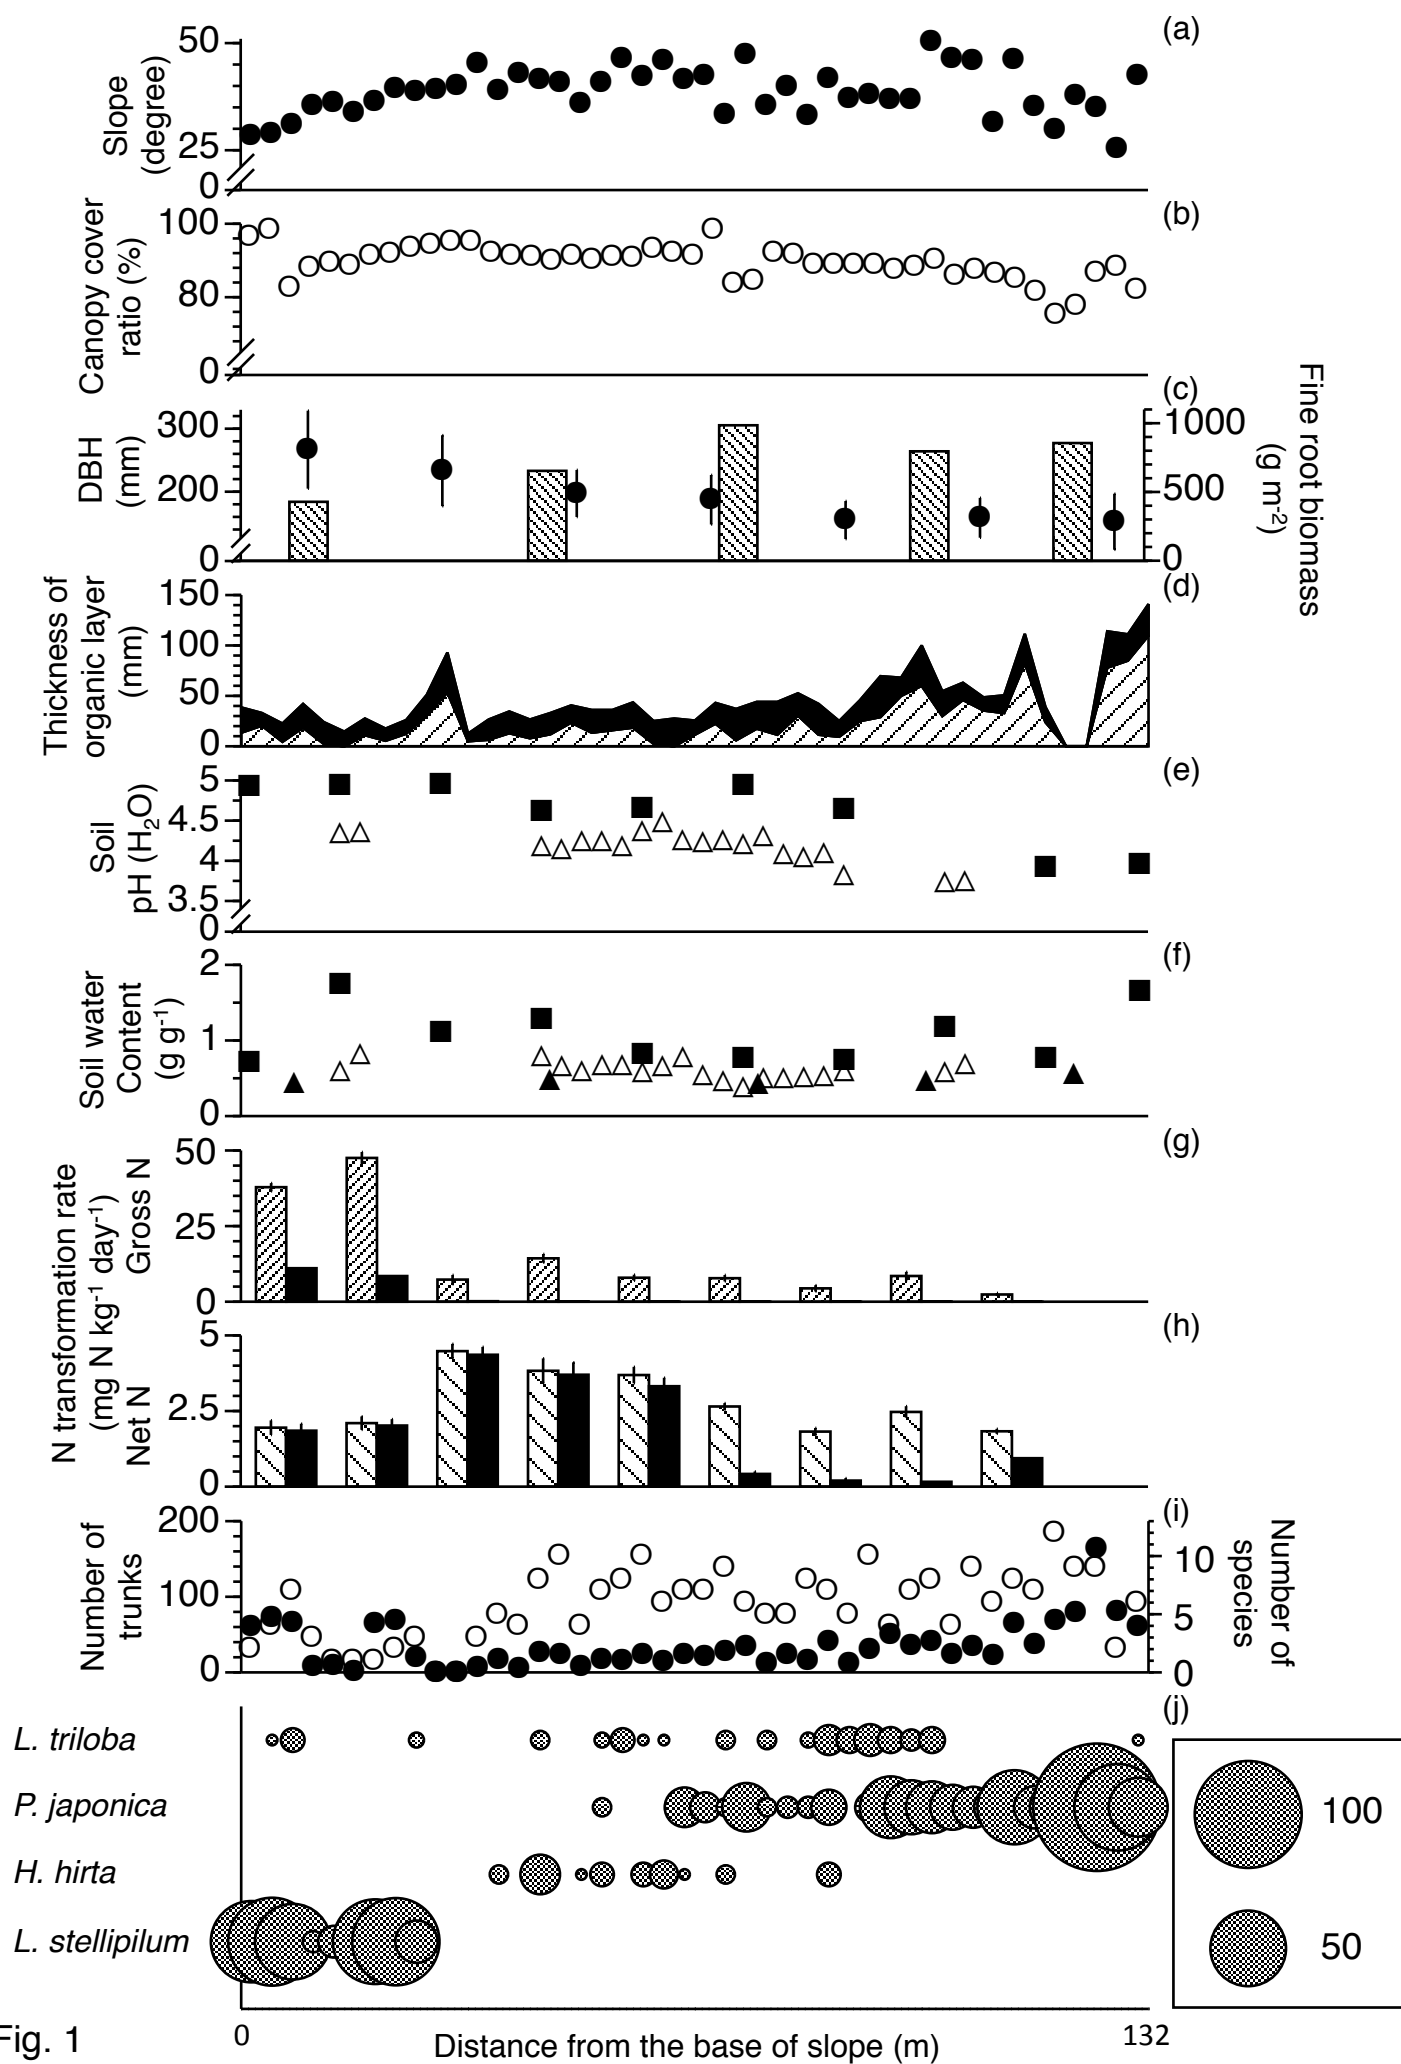 (a)
Slope
(degree)
50
25
0
(b)
Canopy cover
ratio (%)
100
80
0
(c)
DBH
(mm)
300
200
0
1000
500
0
Fine root biomass
(g m⁻²)
(d)
Thickness of
organic layer
(mm)
150
100
50
0
(e)
Soil
pH (H₂O)
5
4.5
4
3.5
0
(f)
Soil water
Content
(g g⁻¹)
2
1
0
(g)
N transformation rate
(mg N kg⁻¹ day⁻¹)
Gross N
50
25
0
(h)
Net N
5
2.5
0
(i)
Number of
trunks
200
100
0
10
5
0
Number of
species
(j)
L. triloba
P. japonica
H. hirta
L. stellipilum
100
50
0
132
Distance from the base of slope (m)
Fig. 1